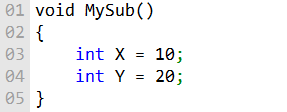 01 void MySub()
02 {
03     int X = 10;
04     int Y = 20;
05 }